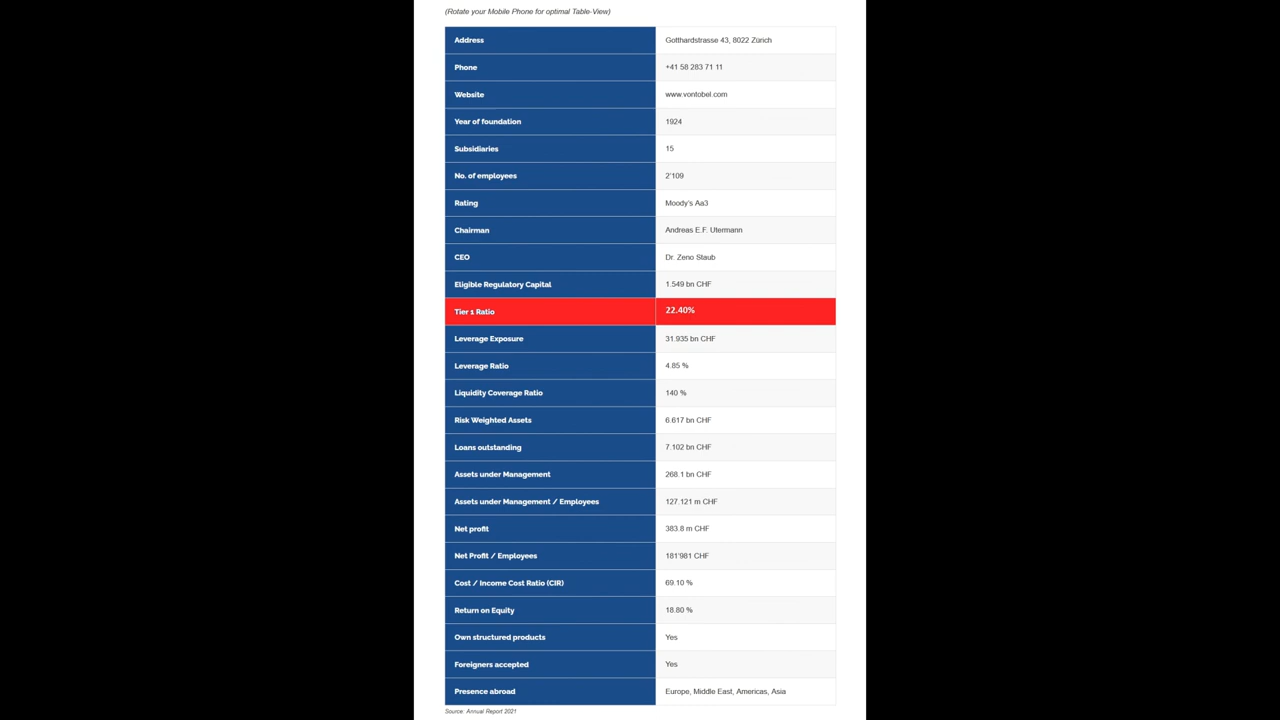 (Rotate your Mobile Phone for optimal Table-View)
Address Gotthardstrasse 43, 8022 Zürich
Phone +41 58 283 71 11
Website www.vontobel.com
Year of foundation 1924
Subsidiaries 15
No. of employees 2'109
Rating Moody's Aa3
Chairman Andreas E.F. Utermann
CEO Dr. Zeno Staub
Eligible Regulatory Capital 1.549 bn CHF
Tier 1 Ratio 22.40%
Leverage Exposure 31.935 bn CHF
Leverage Ratio 4.85 %
Liquidity Coverage Ratio 140 %
Risk Weighted Assets 6.617 bn CHF
Loans outstanding 7.102 bn CHF
Assets under Management 268.1 bn CHF
Assets under Management / Employees 127.121 m CHF
Net profit 383.8 m CHF
Net Profit / Employees 181'981 CHF
Cost / Income Cost Ratio (CIR) 69.10 %
Return on Equity 18.80 %
Own structured products Yes
Foreigners accepted Yes
Presence abroad Europe, Middle East, Americas, Asia
Source: Annual Report 2021